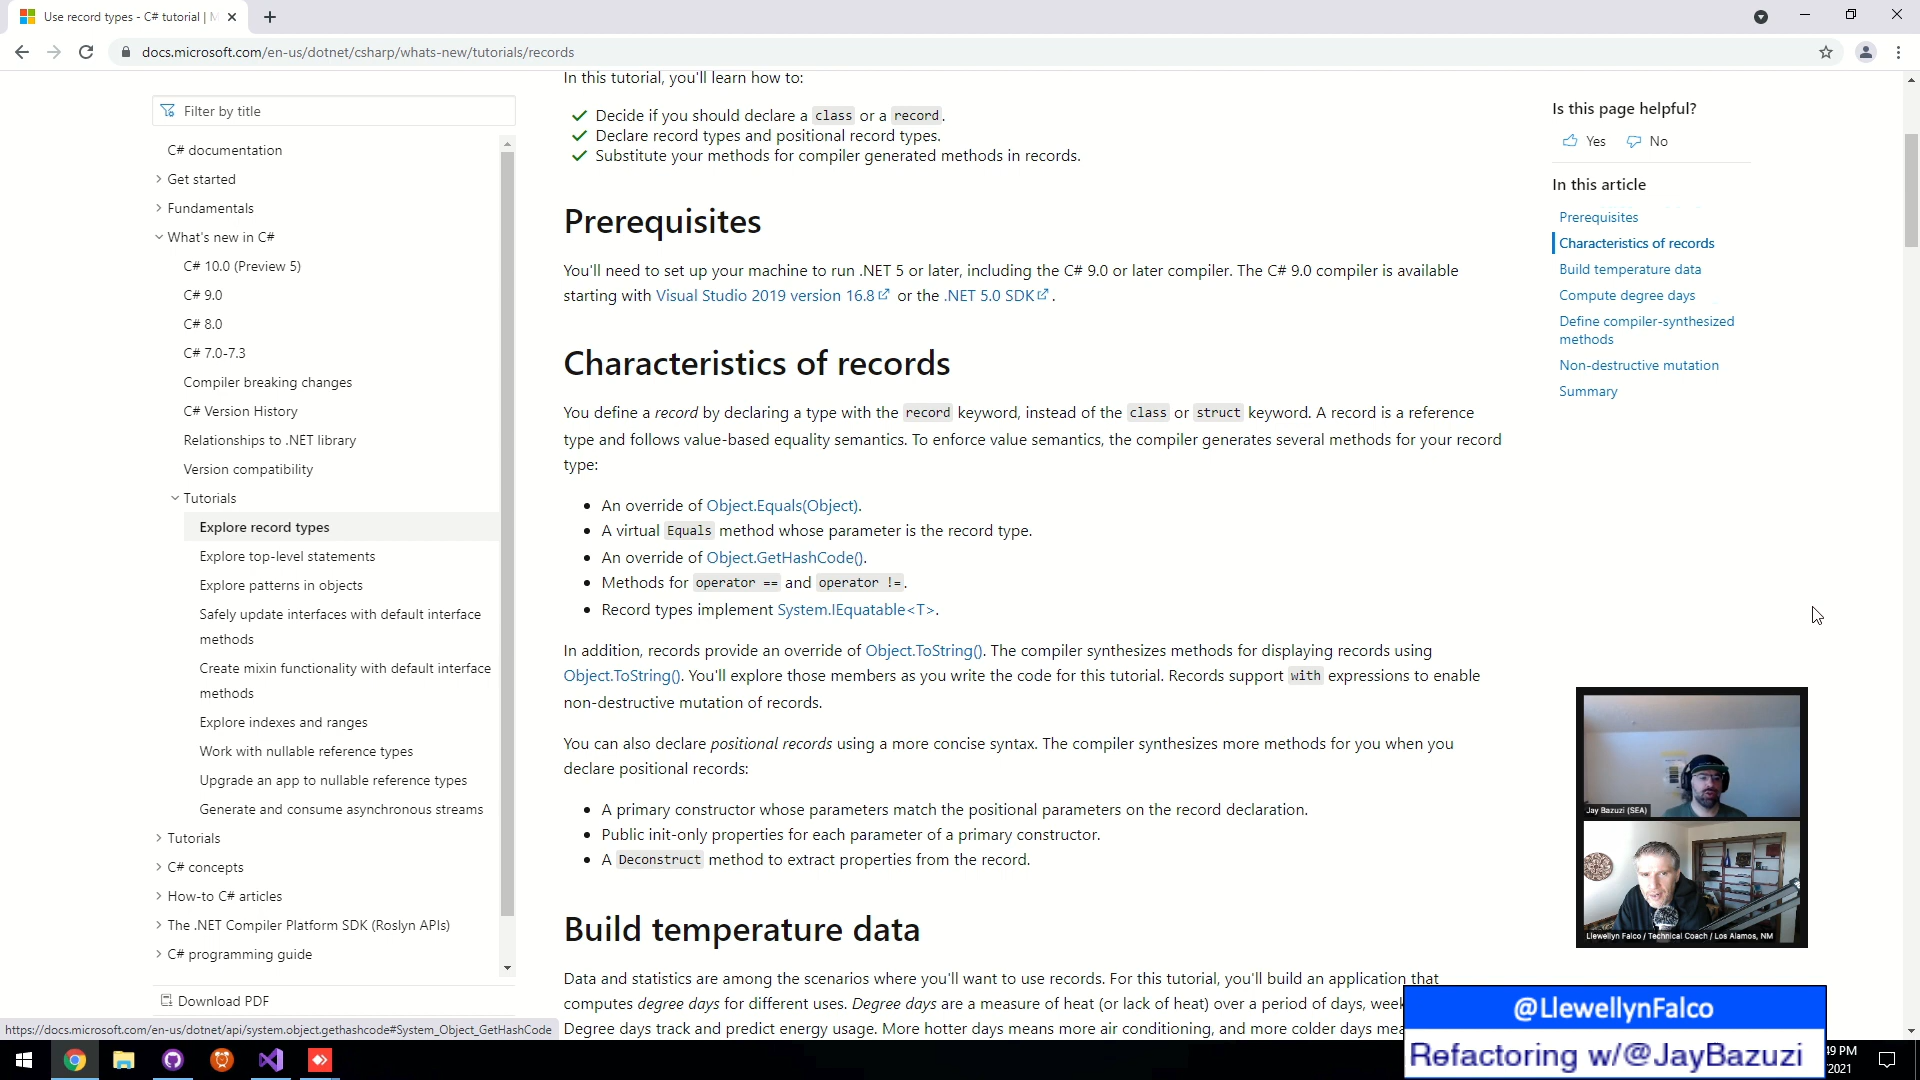 Use record types - C# tutorial | M
docs.microsoft.com/en-us/dotnet/csharp/whats-new/tutorials/records
Filter by title
C# documentation
Get started
Fundamentals
What's new in C#
C# 10.0 (Preview 5)
C# 9.0
C# 8.0
C# 7.0-7.3
Compiler breaking changes
C# Version History
Relationships to .NET library
Version compatibility
Tutorials
Explore record types
Explore top-level statements
Explore patterns in objects
Safely update interfaces with default interface
methods
Create mixin functionality with default interface
methods
Explore indexes and ranges
Work with nullable reference types
Upgrade an app to nullable reference types
Generate and consume asynchronous streams
Tutorials
C# concepts
How-to C# articles
The .NET Compiler Platform SDK (Roslyn APIs)
C# programming guide
Download PDF
https://docs.microsoft.com/en-us/dotnet/api/system.object.gethashcode#System_Object_GetHashCode
In this tutorial, you'll learn how to:
Decide if you should declare a class or a record.
Declare record types and positional record types.
Substitute your methods for compiler generated methods in records.
Prerequisites
You'll need to set up your machine to run .NET 5 or later, including the C# 9.0 or later compiler. The C# 9.0 compiler is available
starting with Visual Studio 2019 version 16.8 or the .NET 5.0 SDK.
Characteristics of records
You define a record by declaring a type with the record keyword, instead of the class or struct keyword. A record is a reference
type and follows value-based equality semantics. To enforce value semantics, the compiler generates several methods for your record
type:
• An override of Object.Equals(Object).
• A virtual Equals method whose parameter is the record type.
• An override of Object.GetHashCode().
• Methods for operator == and operator !=.
• Record types implement System.IEquatable<T>.
In addition, records provide an override of Object.ToString(). The compiler synthesizes methods for displaying records using
Object.ToString(). You'll explore those members as you write the code for this tutorial. Records support with expressions to enable
non-destructive mutation of records.
You can also declare positional records using a more concise syntax. The compiler synthesizes more methods for you when you
declare positional records:
• A primary constructor whose parameters match the positional parameters on the record declaration.
• Public init-only properties for each parameter of a primary constructor.
• A Deconstruct method to extract properties from the record.
Build temperature data
Data and statistics are among the scenarios where you'll want to use records. For this tutorial, you'll build an application that
computes degree days for different uses. Degree days are a measure of heat (or lack of heat) over a period of days, week
Degree days track and predict energy usage. More hotter days means more air conditioning, and more colder days mea
Is this page helpful?
Yes No
In this article
Prerequisites
Characteristics of records
Build temperature data
Compute degree days
Define compiler-synthesized
methods
Non-destructive mutation
Summary
Jay Bazuzi (SEA)
Llewellyn Falco / Technical Coach / Los Alamos, NM
@LlewellynFalco
Refactoring w/@JayBazuzi
49 PM
2021